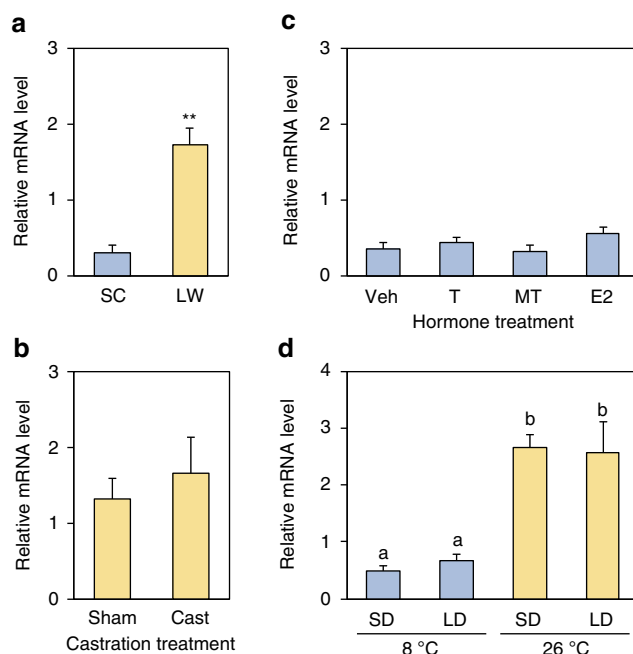 a
3
2
1
0
Relative mRNA level
**
SC LW
b
3
2
1
0
Relative mRNA level
Sham Cast
Castration treatment
c
3
2
1
0
Relative mRNA level
Veh T MT E2
Hormone treatment
d
4
3
2
1
0
Relative mRNA level
a a b b
SD LD SD LD
8 °C 26 °C